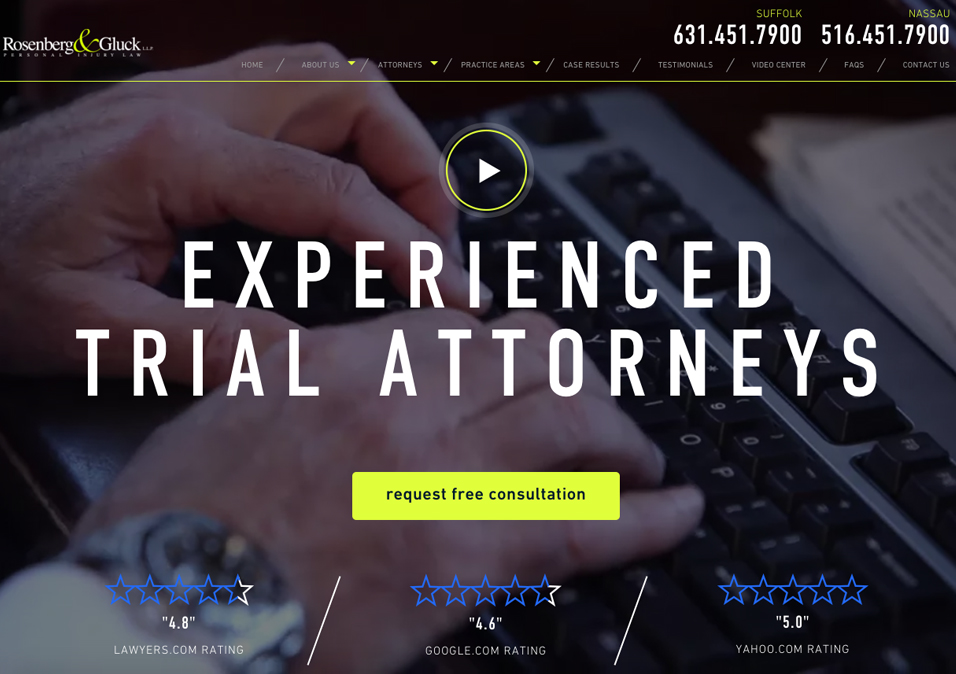 SUFFOLK
NASSAU
631.451.7900
516.451.7900
Rosenberg&Gluck LLP
PERSONAL INJURY LAW
HOME / ABOUT US / ATTORNEYS / PRACTICE AREAS / CASE RESULTS / TESTIMONIALS / VIDEO CENTER / FAQS / CONTACT US
EXPERIENCED
TRIAL ATTORNEYS
request free consultation
"4.8"
LAWYERS.COM RATING
"4.6"
GOOGLE.COM RATING
"5.0"
YAHOO.COM RATING